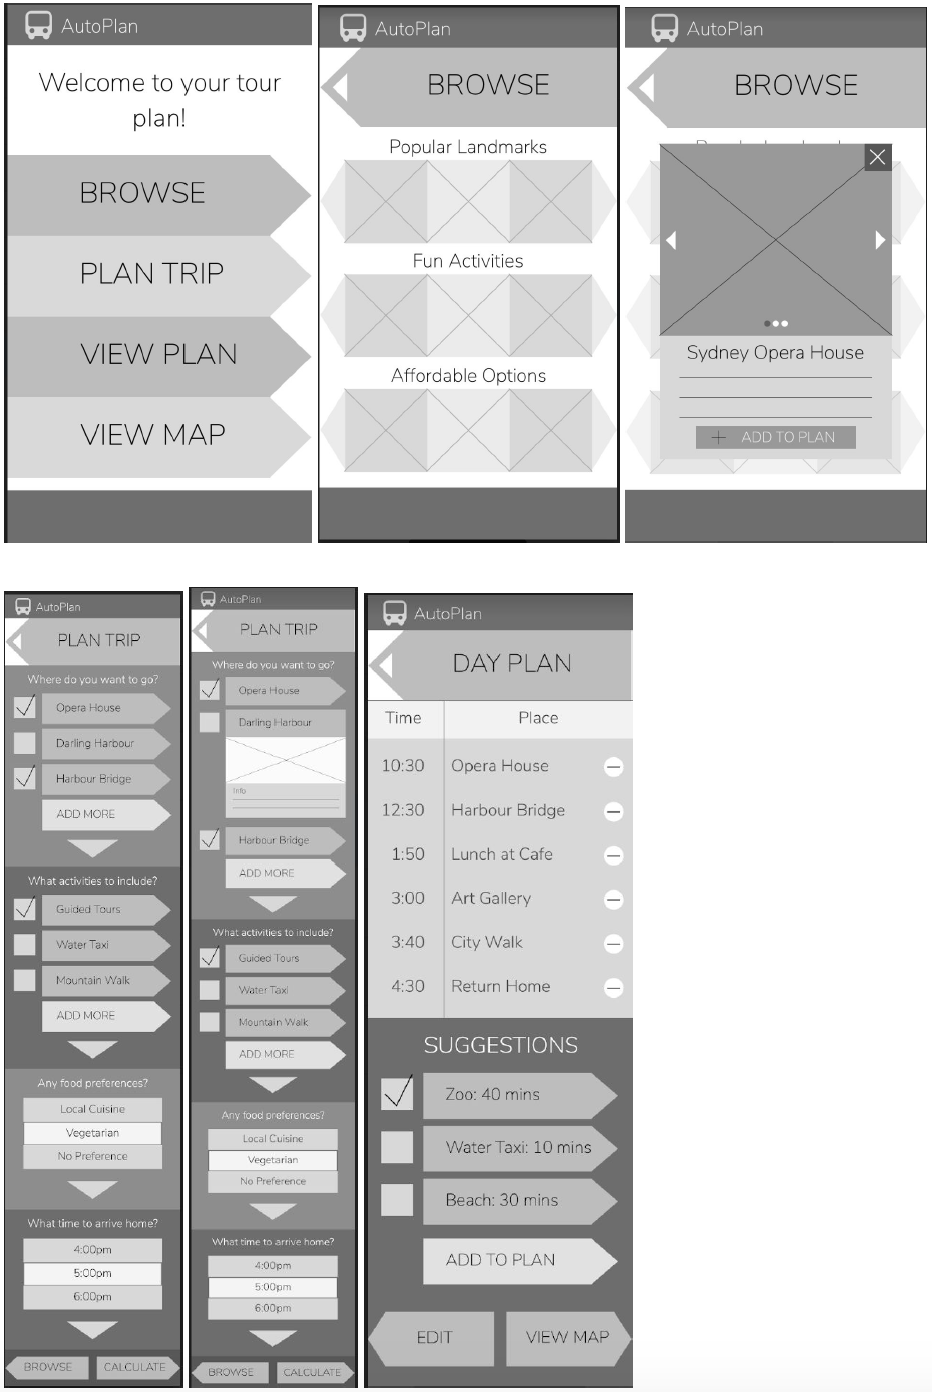 AutoPlan
Welcome to your tour
plan!
BROWSE
PLAN TRIP
VIEW PLAN
VIEW MAP
AutoPlan
BROWSE
Popular Landmarks
Fun Activities
Affordable Options
AutoPlan
BROWSE
Sydney Opera House
+ ADD TO PLAN
AutoPlan
PLAN TRIP
Where do you want to go?
Opera House
Darling Harbour
Harbour Bridge
ADD MORE
What activities to include?
Guided Tours
Water Taxi
Mountain Walk
ADD MORE
Any food preferences?
Local Cuisine
Vegetarian
No Preference
What time to arrive home?
4:00pm
5:00pm
6:00pm
BROWSE CALCULATE
AutoPlan
PLAN TRIP
Where do you want to go?
Opera House
Darling Harbour
Info
Harbour Bridge
ADD MORE
What activities to include?
Guided Tours
Water Taxi
Mountain Walk
ADD MORE
Any food preferences?
Local Cuisine
Vegetarian
No Preference
What time to arrive home?
4:00pm
5:00pm
6:00pm
BROWSE CALCULATE
AutoPlan
DAY PLAN
Time Place
10:30 Opera House
12:30 Harbour Bridge
1:50 Lunch at Cafe
3:00 Art Gallery
3:40 City Walk
4:30 Return Home
SUGGESTIONS
Zoo: 40 mins
Water Taxi: 10 mins
Beach: 30 mins
ADD TO PLAN
EDIT VIEW MAP